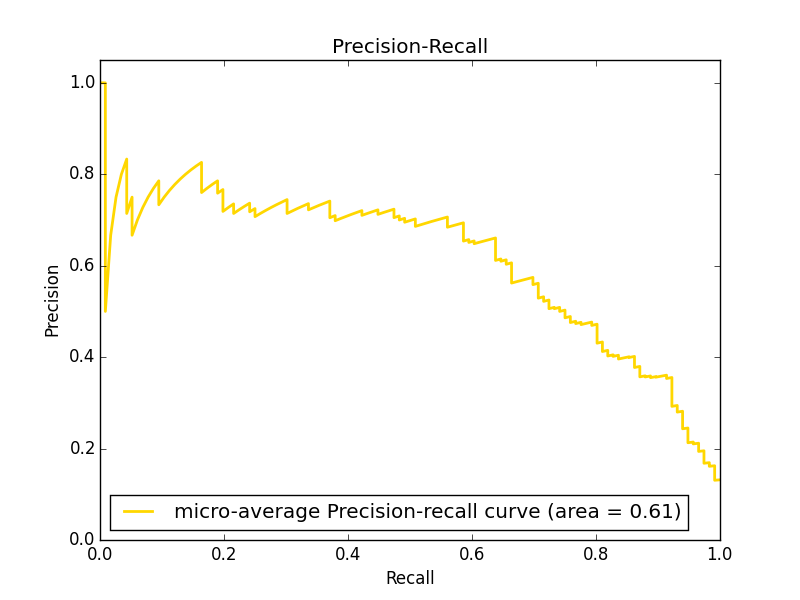 Precision-Recall
1.0
0.8
0.6
0.4
0.2
0.0
Precision
micro-average Precision-recall curve (area = 0.61)
0.0 0.2 0.4 0.6 0.8 1.0
Recall